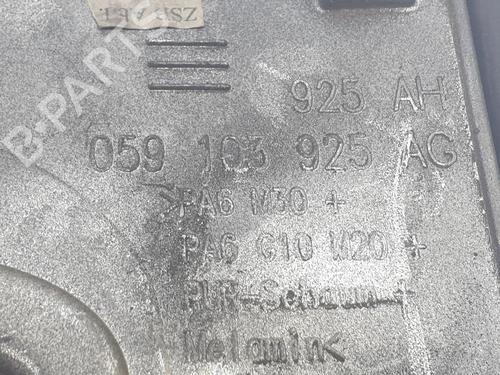 B-PARTS
925 AH
059 103 925 AG
>PA6 M30 +
PA6 G10 M20 +
PUR-Schaum +
Melamin<